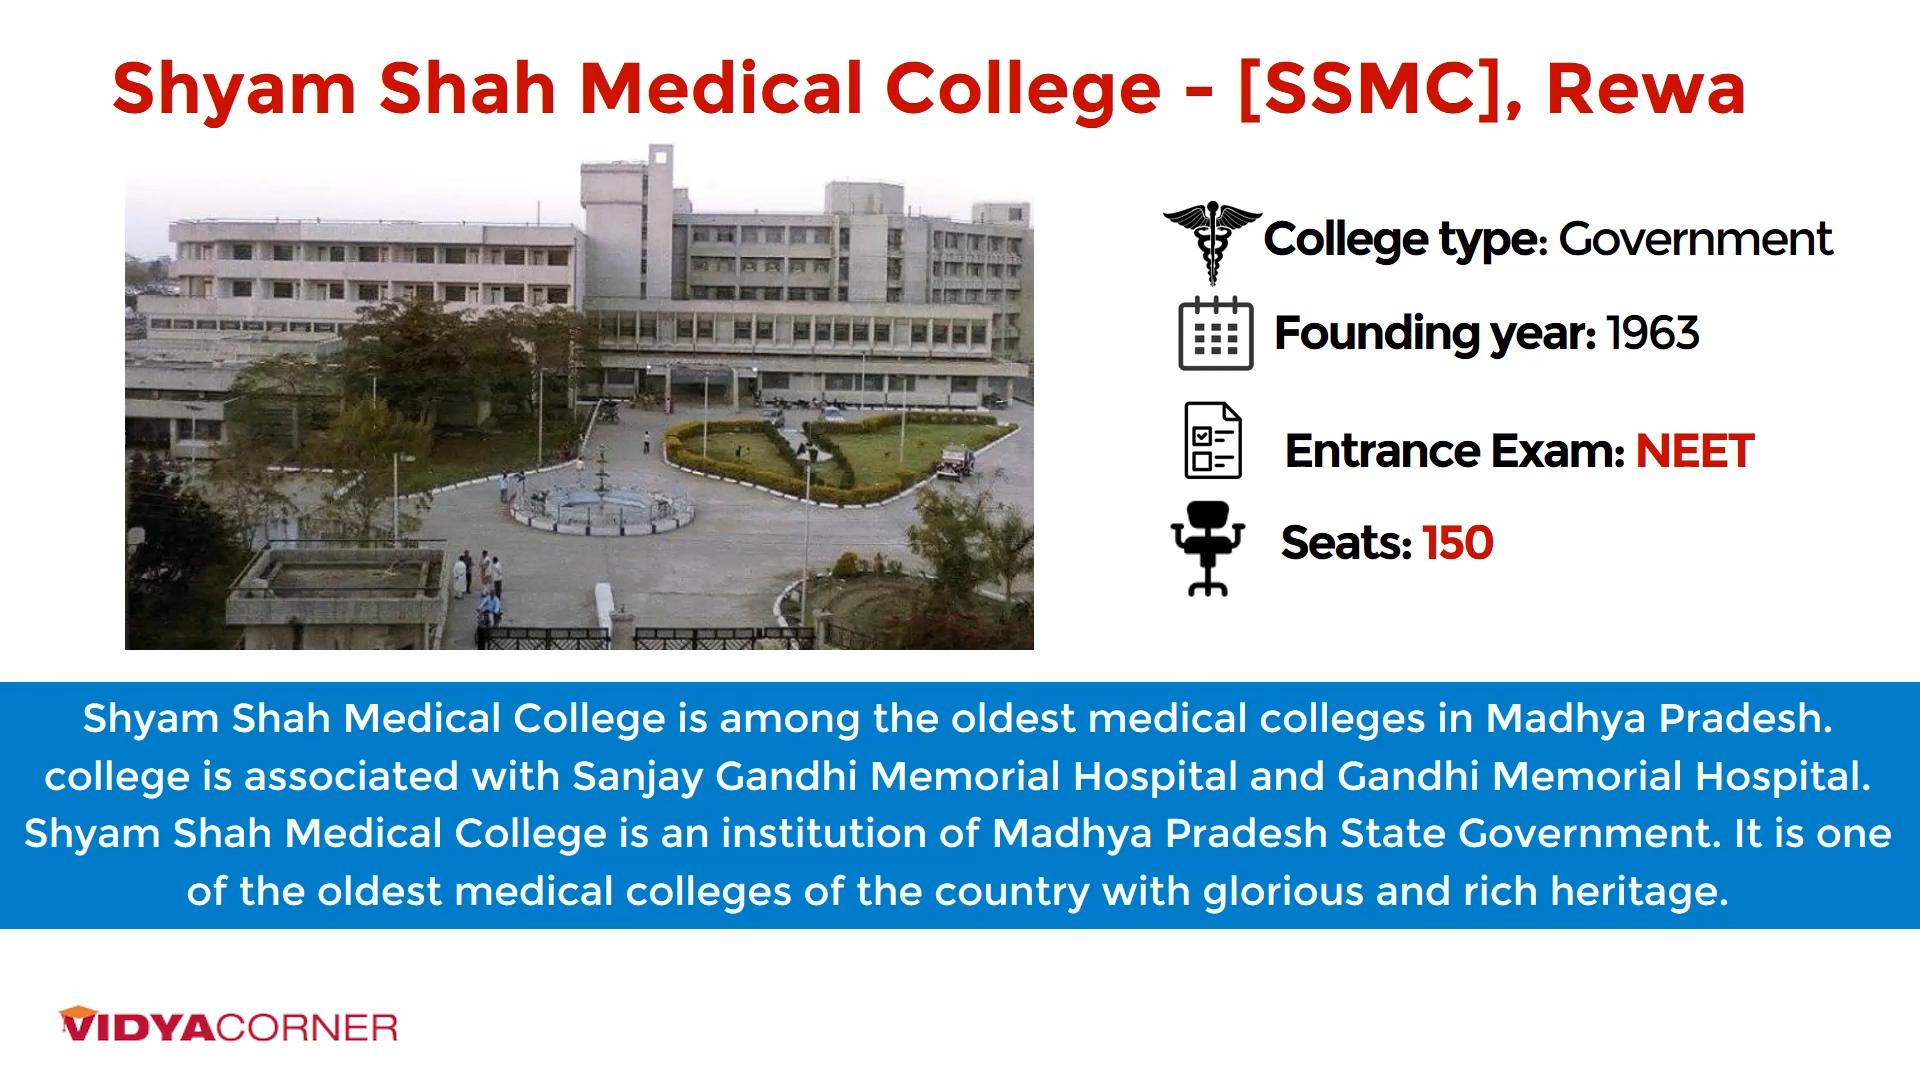 Shyam Shah Medical College - [SSMC], Rewa
College type: Government
Founding year: 1963
Entrance Exam: NEET
Seats: 150
Shyam Shah Medical College is among the oldest medical colleges in Madhya Pradesh.
college is associated with Sanjay Gandhi Memorial Hospital and Gandhi Memorial Hospital.
Shyam Shah Medical College is an institution of Madhya Pradesh State Government. It is one
of the oldest medical colleges of the country with glorious and rich heritage.
VIDYACORNER